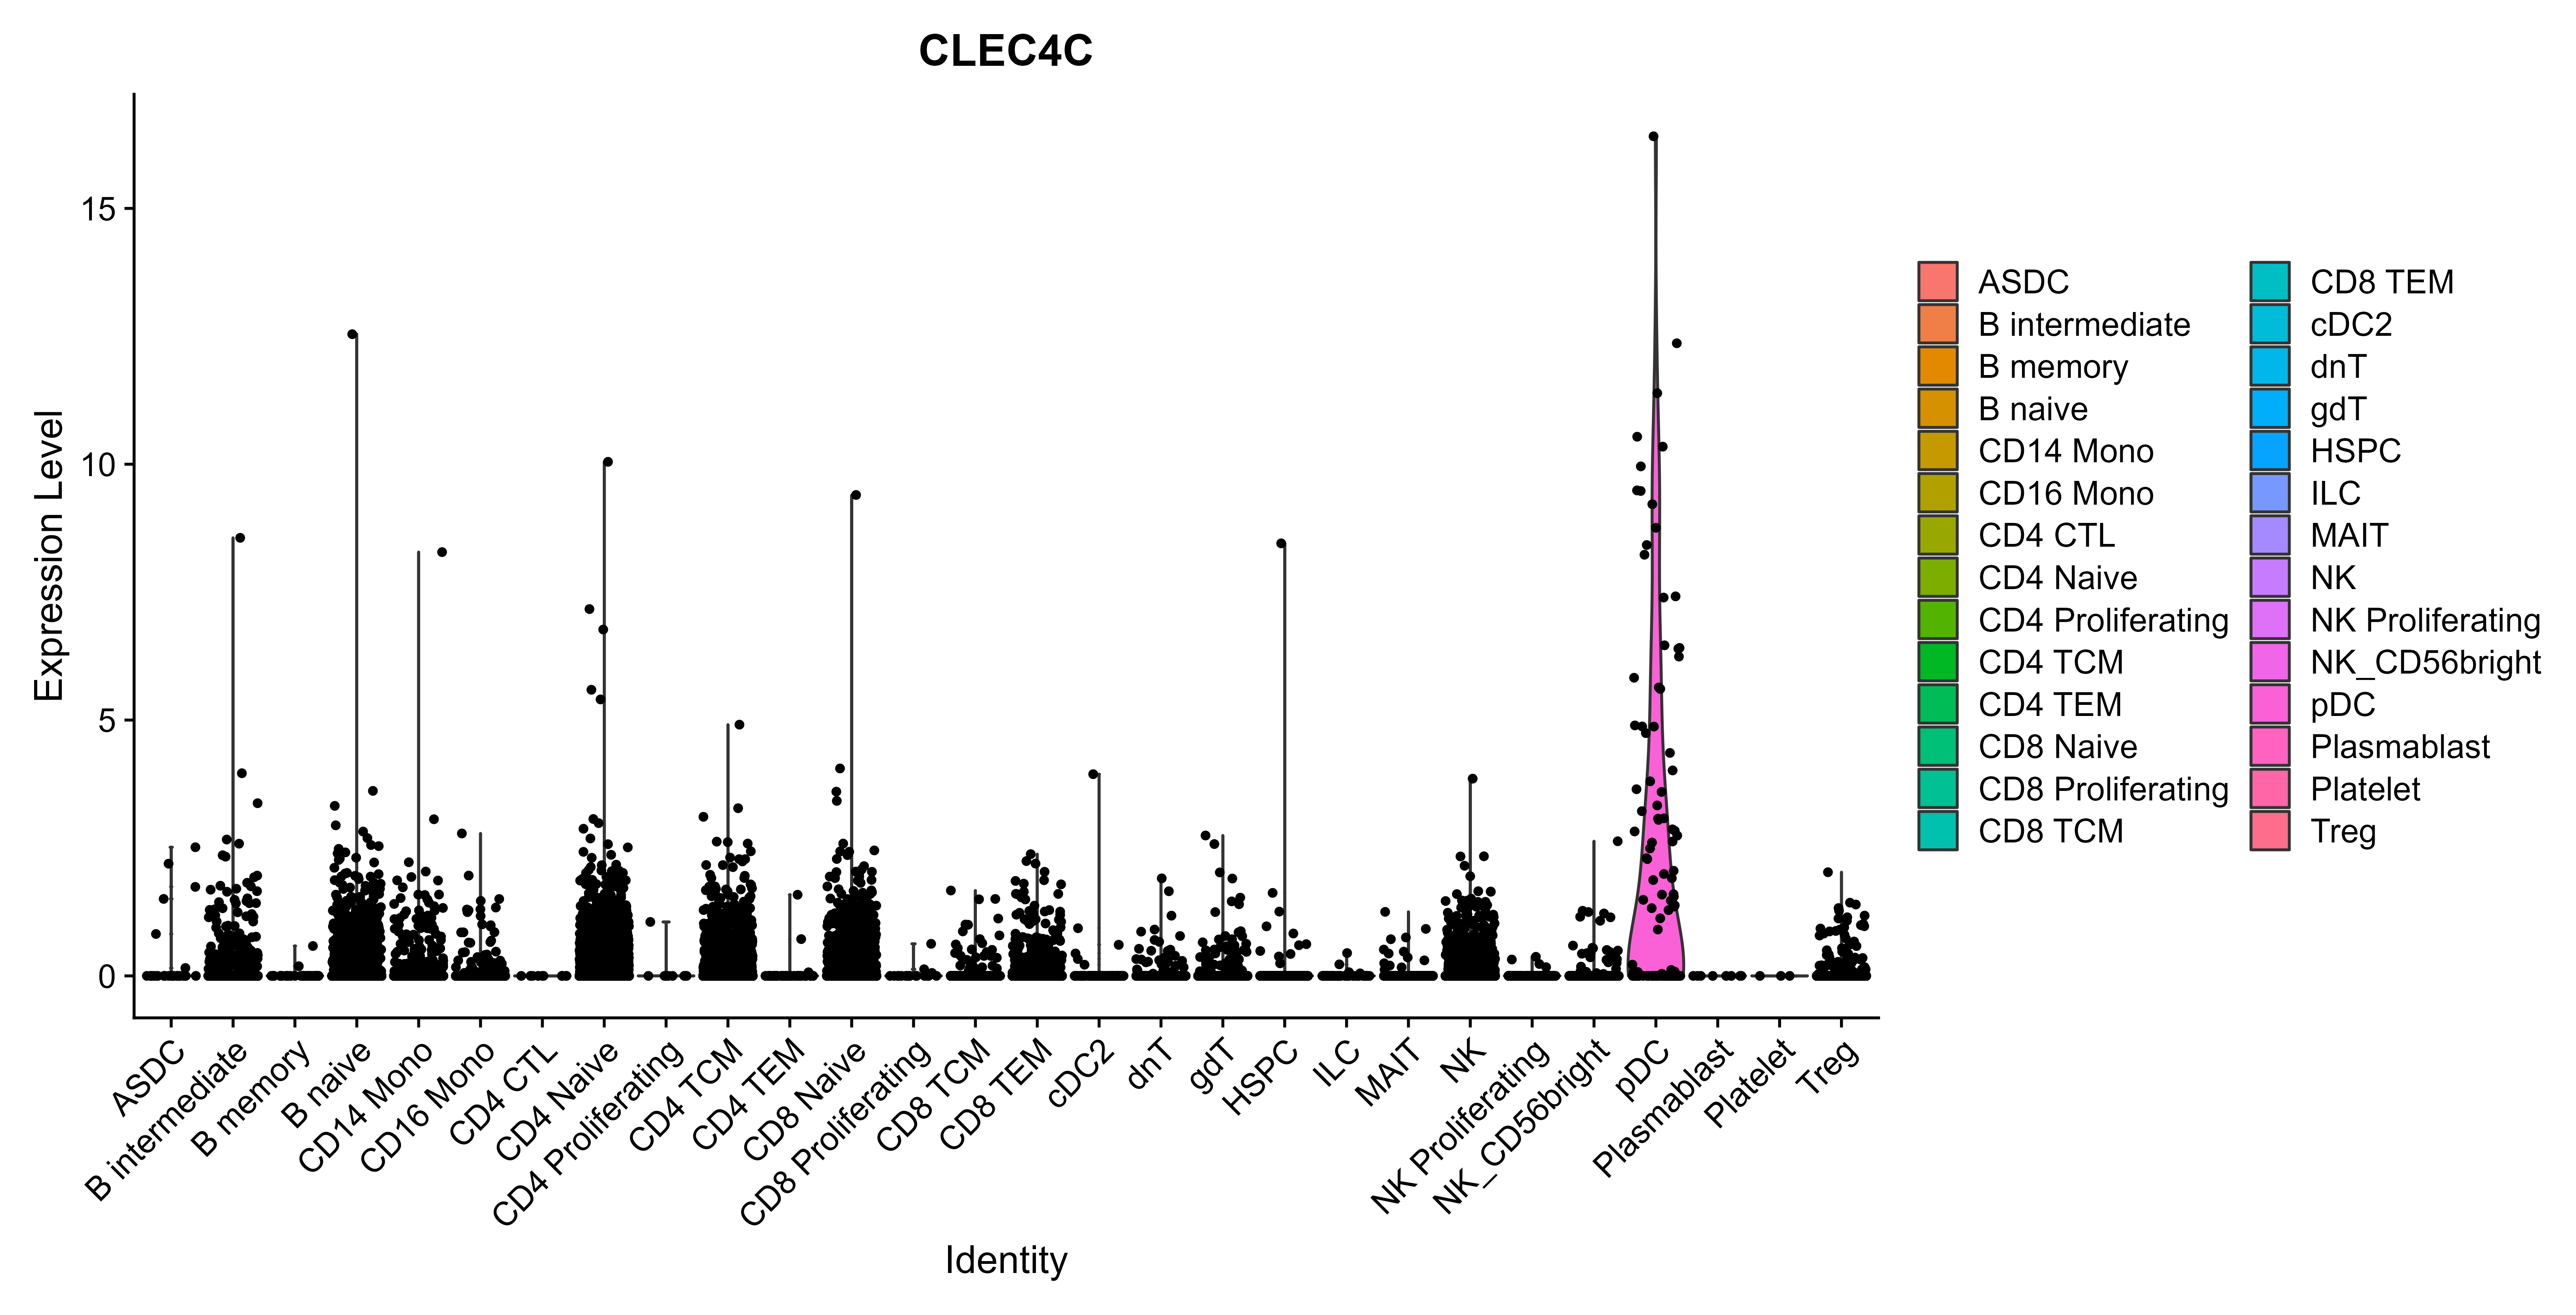 CLEC4C
Expression Level
15
10
5
0
ASDC
B intermediate
B memory
B naive
CD14 Mono
CD16 Mono
CD4 CTL
CD4 Naive
CD4 Proliferating
CD4 TCM
CD4 TEM
CD8 Naive
CD8 Proliferating
CD8 TCM
CD8 TEM
cDC2
dnT
gdT
HSPC
ILC
MAIT
NK
NK Proliferating
NK_CD56bright
pDC
Plasmablast
Platelet
Treg
Identity
ASDC
B intermediate
B memory
B naive
CD14 Mono
CD16 Mono
CD4 CTL
CD4 Naive
CD4 Proliferating
CD4 TCM
CD4 TEM
CD8 Naive
CD8 Proliferating
CD8 TCM
CD8 TEM
cDC2
dnT
gdT
HSPC
ILC
MAIT
NK
NK Proliferating
NK_CD56bright
pDC
Plasmablast
Platelet
Treg